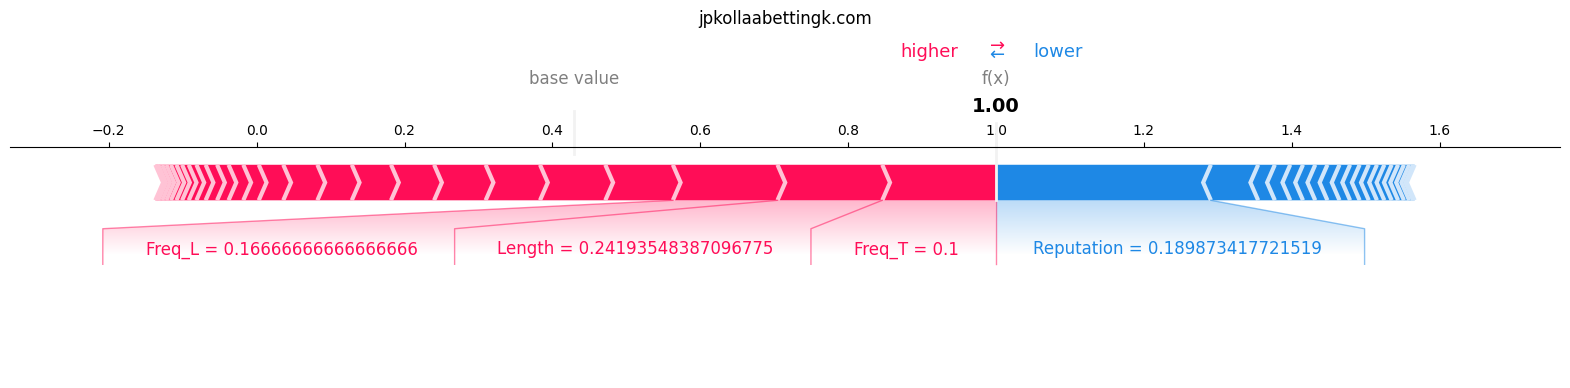 jpkollaabettingk.com
higher ⇄ lower
base value f(x)
1.00
−0.2 0.0 0.2 0.4 0.6 0.8 1.0 1.2 1.4 1.6
Freq_L = 0.16666666666666666 Length = 0.24193548387096775 Freq_T = 0.1 Reputation = 0.189873417721519